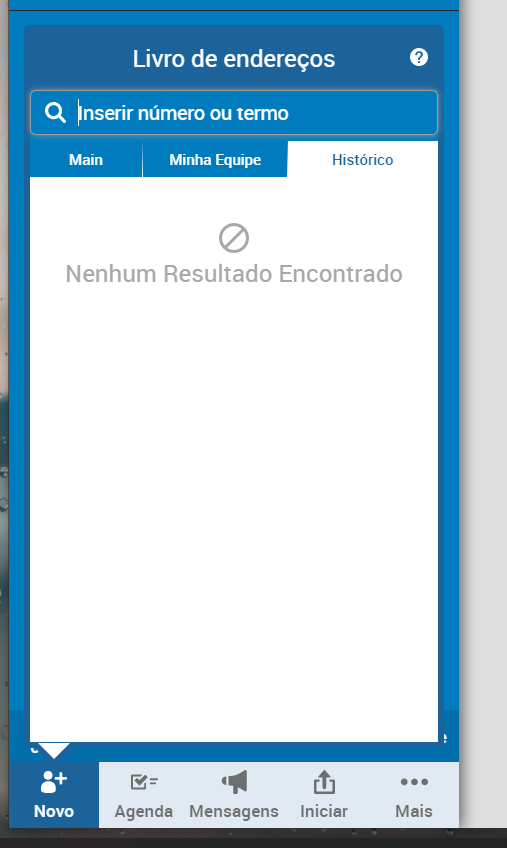 Livro de endereços
?
Inserir número ou termo
Main Minha Equipe Histórico
Nenhum Resultado Encontrado
Novo Agenda Mensagens Iniciar Mais